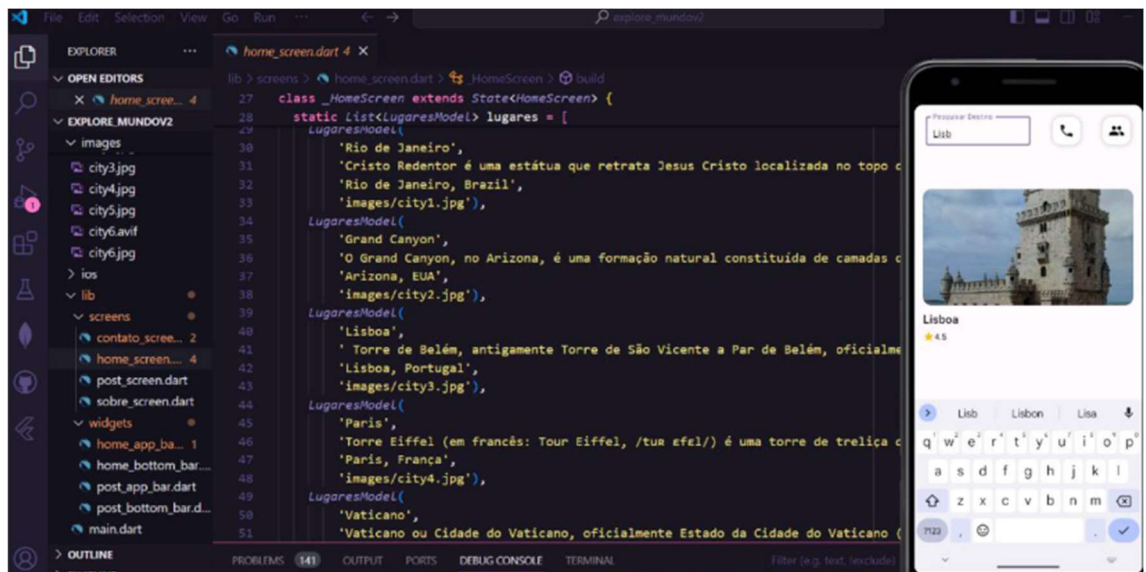 File Edit Selection View Go Run ...
explore_mundov2
EXPLORER ...
OPEN EDITORS
home_scree... 4
EXPLORE_MUNDOV2
images
city3.jpg
city4.jpg
city5.jpg
city6.avif
city6.jpg
ios
lib
screens
contato_scree... 2
home_screen.... 4
post_screen.dart
sobre_screen.dart
widgets
home_app_ba... 1
home_bottom_bar....
post_app_bar.dart
post_bottom_bar.d...
main.dart
OUTLINE
1
home_screen.dart 4
lib > screens > home_screen.dart > _HomeScreen > build
27 class _HomeScreen extends State<HomeScreen> {
28 static List<LugaresModel> lugares = [
29 LugaresModel(
30 'Rio de Janeiro',
31 'Cristo Redentor é uma estátua que retrata Jesus Cristo localizada no topo
32 'Rio de Janeiro, Brazil',
33 'images/city1.jpg'),
34 LugaresModel(
35 'Grand Canyon',
36 'O Grand Canyon, no Arizona, é uma formação natural constituída de camadas
37 'Arizona, EUA',
38 'images/city2.jpg'),
39 LugaresModel(
40 'Lisboa',
41 ' Torre de Belém, antigamente Torre de São Vicente a Par de Belém, oficialme
42 'Lisboa, Portugal',
43 'images/city3.jpg'),
44 LugaresModel(
45 'Paris',
46 'Torre Eiffel (em francês: Tour Eiffel, /tuʀ ɛfɛl/) é uma torre de treliça
47 'Paris, França',
48 'images/city4.jpg'),
49 LugaresModel(
50 'Vaticano',
51 'Vaticano ou Cidade do Vaticano, oficialmente Estado da Cidade do Vaticano (
PROBLEMS 141 OUTPUT PORTS DEBUG CONSOLE TERMINAL Filter (e.g. text, !exclude)
Pesquisar Destino
Lisb
Lisboa
4.5
Lisb Lisbon Lisa
q w e r t y u i o p
a s d f g h j k l
z x c v b n m
?123 , .